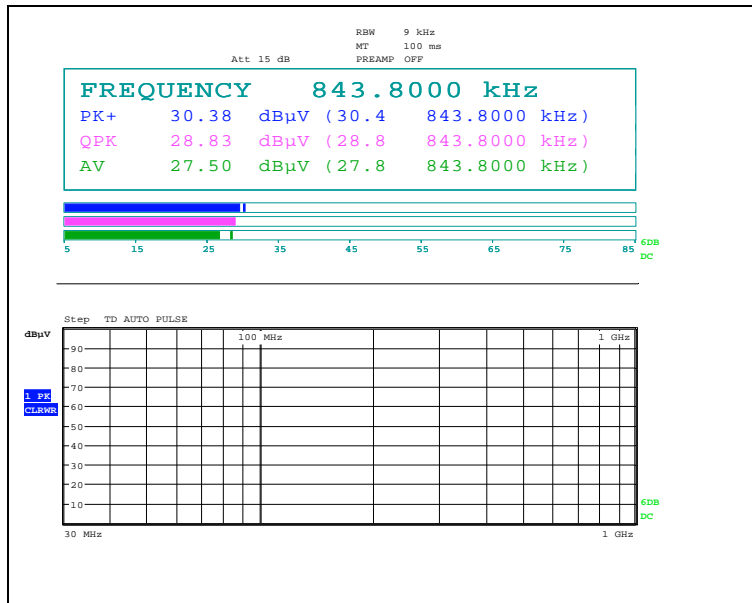 RBW 9 kHz
MT 100 ms
Att 15 dB PREAMP OFF
FREQUENCY 843.8000 kHz
PK+ 30.38 dBµV (30.4 843.8000 kHz)
QPK 28.83 dBµV (28.8 843.8000 kHz)
AV 27.50 dBµV (27.8 843.8000 kHz)
5 15 25 35 45 55 65 75 85
6DB
DC
Step TD AUTO PULSE
dBµV
100 MHz 1 GHz
90
80
70
1 PK
CLRWR
60
50
40
30
20
10
6DB
DC
30 MHz 1 GHz